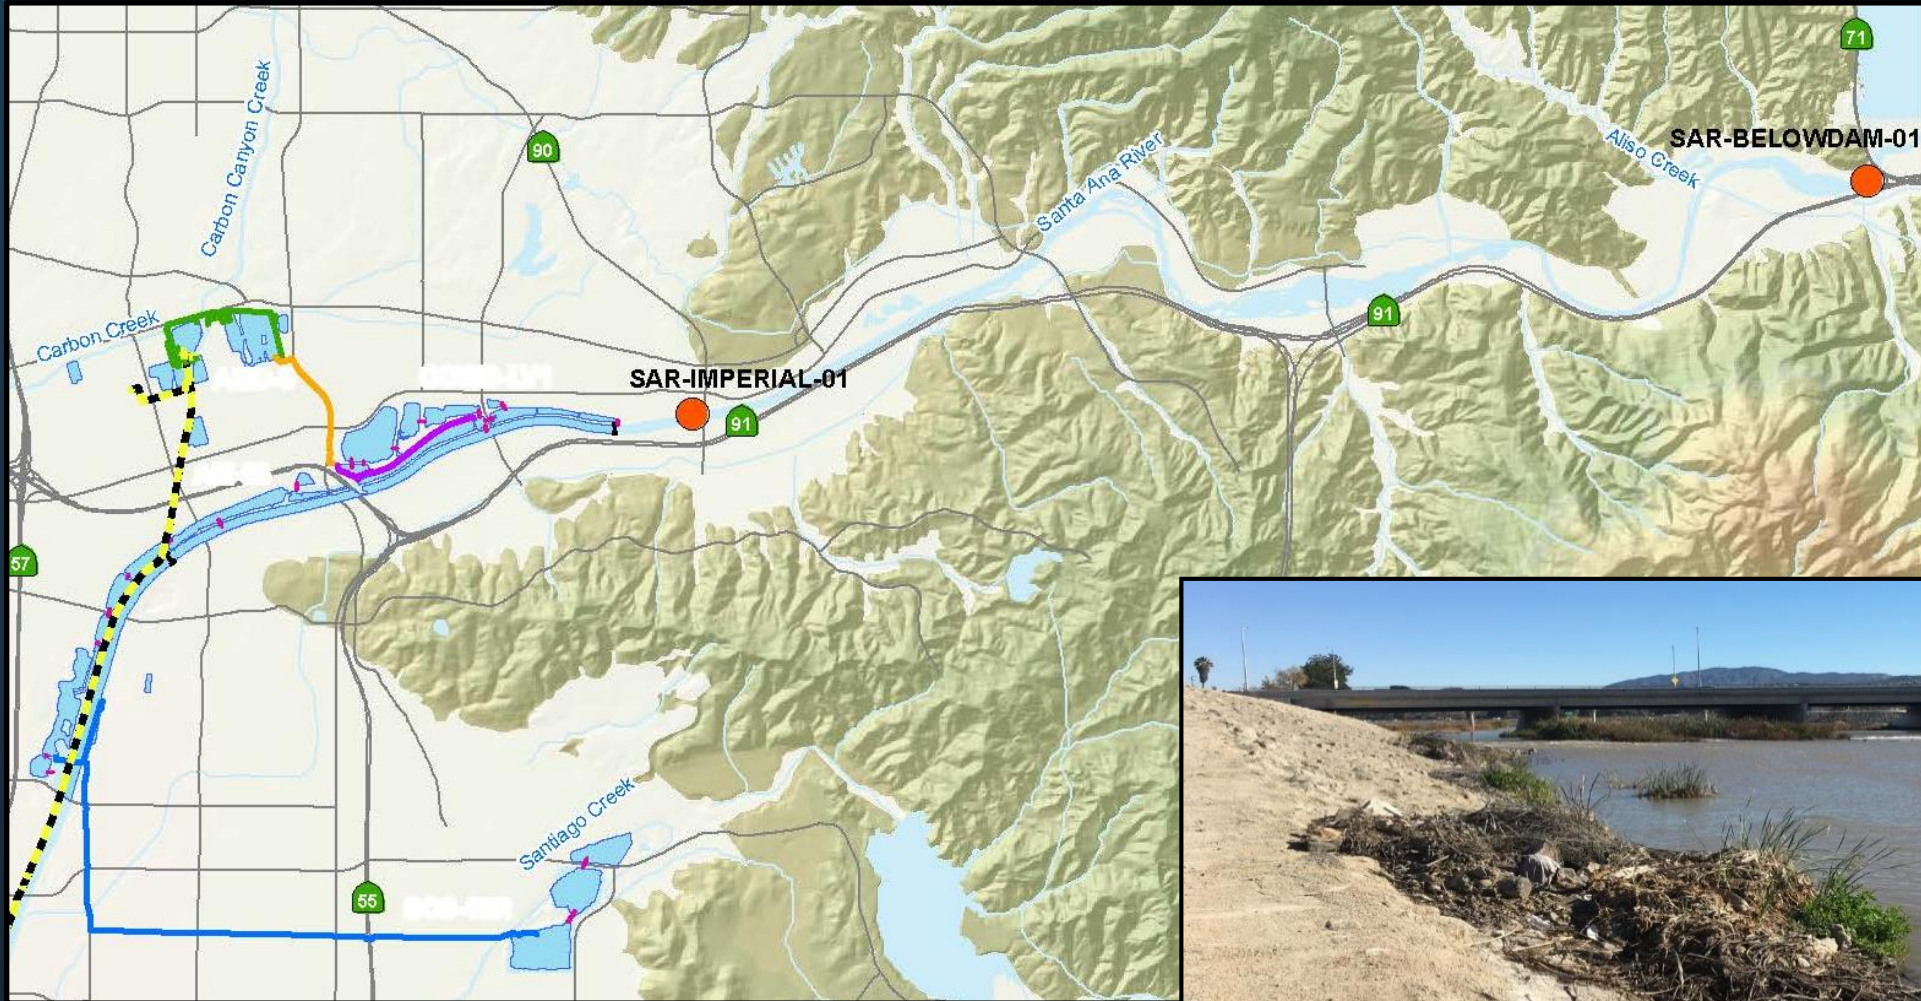 71
SAR-BELOWDAM-01
Aliso Creek
Carbon Canyon Creek
90
Santa Ana River
91
Carbon Creek
SAR-IMPERIAL-01
91
57
Santiago Creek
55